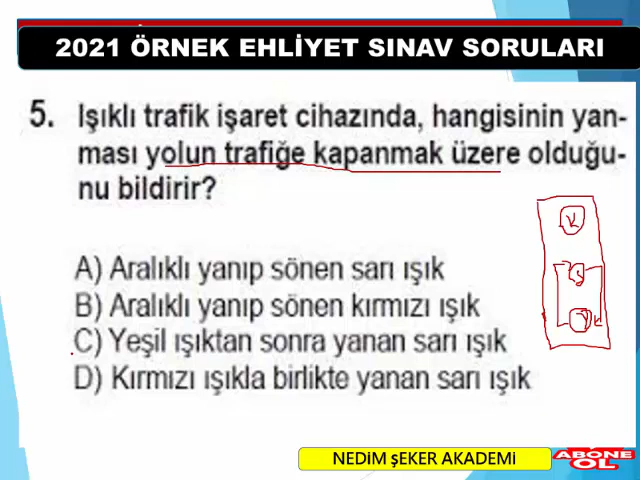 2021 ÖRNEK EHLİYET SINAV SORULARI
5. Işıklı trafik işaret cihazında, hangisinin yan-
ması yolun trafiğe kapanmak üzere olduğu-
nu bildirir?
K
A) Aralıklı yanıp sönen sarı ışık
S
B) Aralıklı yanıp sönen kırmızı ışık
Y
C) Yeşil ışıktan sonra yanan sarı ışık
D) Kırmızı ışıkla birlikte yanan sarı ışık
NEDİM ŞEKER AKADEMİ
ABONE
OL